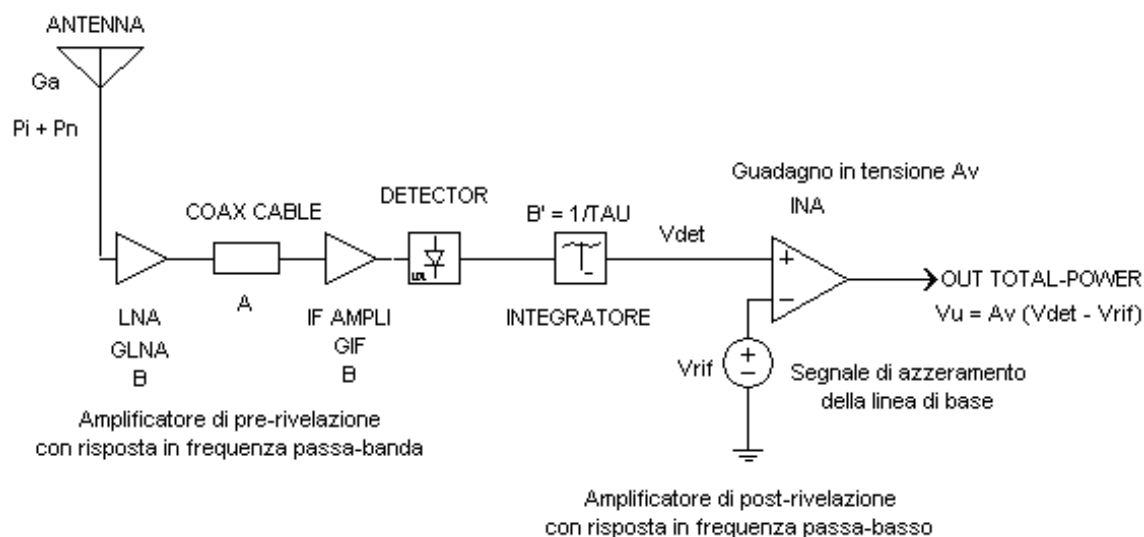 ANTENNA
Ga
Pi + Pn
Guadagno in tensione Av
INA
DETECTOR
COAX CABLE
B' = 1/TAU
Vdet
A
LNA
GLNA
B
IF AMPLI
GIF
B
INTEGRATORE
OUT TOTAL-POWER
Vu = Av (Vdet - Vrif)
Vrif
Segnale di azzeramento
della linea di base
Amplificatore di pre-rivelazione
con risposta in frequenza passa-banda
Amplificatore di post-rivelazione
con risposta in frequenza passa-basso